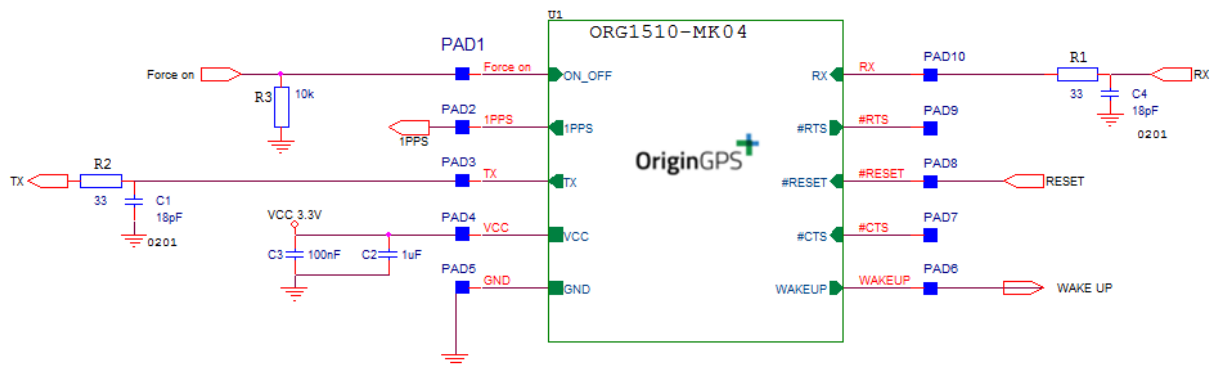 U1
ORG1510-MK04
PAD1
Force on
Force on
ON_OFF
R3
10k
PAD2
1PPS
1PPS
1PPS
R2
TX
33
C1
18pF
0201
PAD3
TX
TX
VCC 3.3V
C3
100nF
C2
1uF
PAD4
VCC
VCC
PAD5
GND
GND
OriginGPS
RX
RX
PAD10
R1
33
RX
C4
18pF
0201
#RTS
#RTS
PAD9
#RESET
#RESET
PAD8
RESET
#CTS
#CTS
PAD7
WAKEUP
WAKEUP
PAD6
WAKE UP